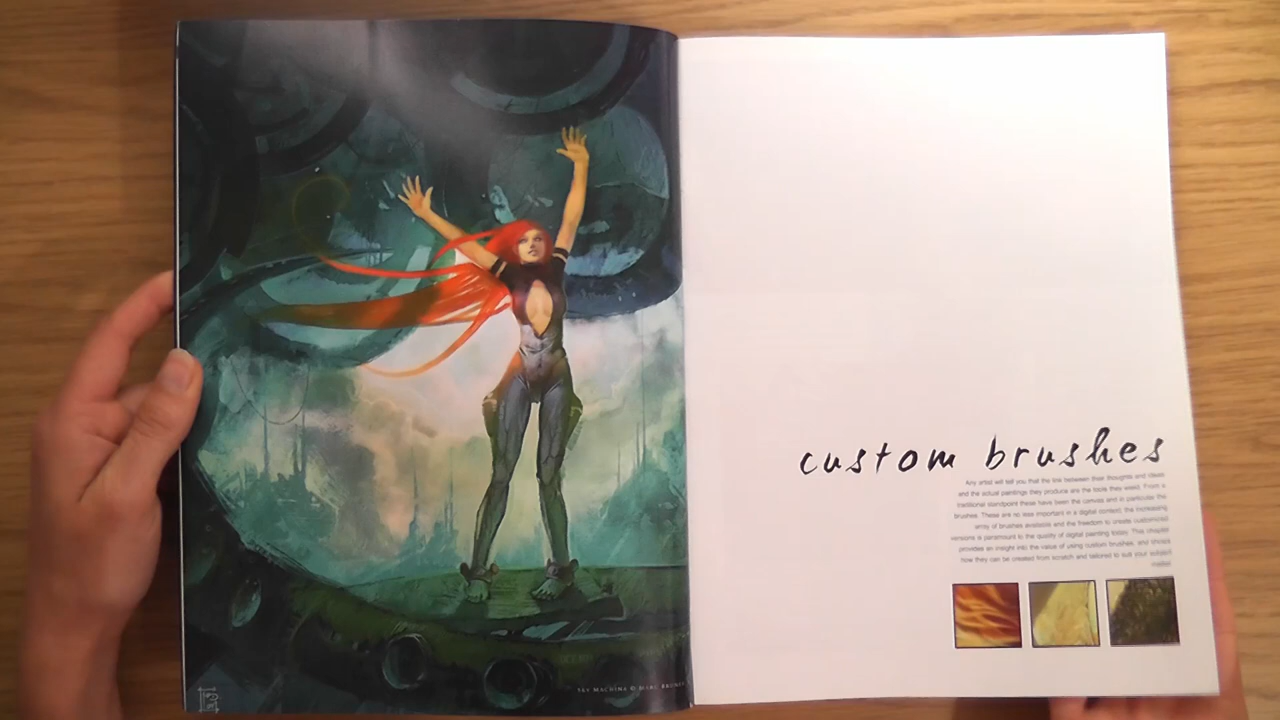 SKY MACHINE © MARC BRUNET
custom brushes
Any artist will tell you that the link between their thoughts and ideas
and the actual paintings they produce are the tools they wield. From a
traditional standpoint these have been the canvas and in particular the
brushes. These are no less important in a digital context, the increasing
array of brushes available and the freedom to create customized
versions is paramount to the quality of digital painting today. This chapter
provides an insight into the value of using custom brushes, and shows
how they can be created from scratch and tailored to suit your subject
matter.